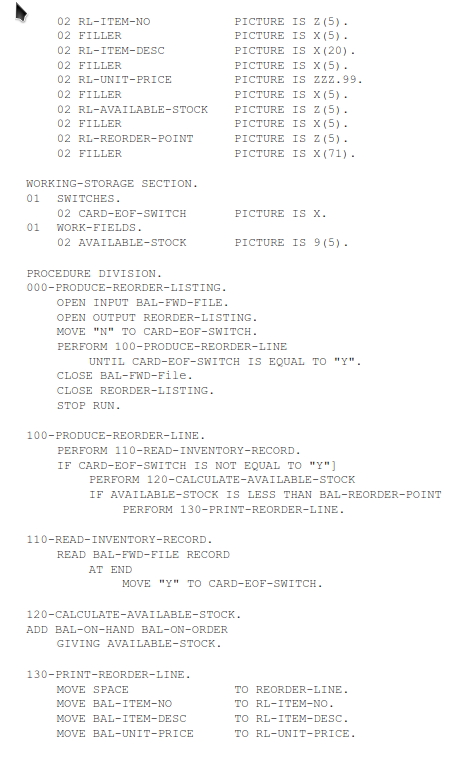 02 RL-ITEM-NO PICTURE IS Z(5).
02 FILLER PICTURE IS X(5).
02 RL-ITEM-DESC PICTURE IS X(20).
02 FILLER PICTURE IS X(5).
02 RL-UNIT-PRICE PICTURE IS ZZZ.99.
02 FILLER PICTURE IS X(5).
02 RL-AVAILABLE-STOCK PICTURE IS Z(5).
02 FILLER PICTURE IS X(5).
02 RL-REORDER-POINT PICTURE IS Z(5).
02 FILLER PICTURE IS X(71).
WORKING-STORAGE SECTION.
01 SWITCHES.
02 CARD-EOF-SWITCH PICTURE IS X.
01 WORK-FIELDS.
02 AVAILABLE-STOCK PICTURE IS 9(5).
PROCEDURE DIVISION.
000-PRODUCE-REORDER-LISTING.
OPEN INPUT BAL-FWD-FILE.
OPEN OUTPUT REORDER-LISTING.
MOVE "N" TO CARD-EOF-SWITCH.
PERFORM 100-PRODUCE-REORDER-LINE
UNTIL CARD-EOF-SWITCH IS EQUAL TO "Y".
CLOSE BAL-FWD-File.
CLOSE REORDER-LISTING.
STOP RUN.
100-PRODUCE-REORDER-LINE.
PERFORM 110-READ-INVENTORY-RECORD.
IF CARD-EOF-SWITCH IS NOT EQUAL TO "Y"]
PERFORM 120-CALCULATE-AVAILABLE-STOCK
IF AVAILABLE-STOCK IS LESS THAN BAL-REORDER-POINT
PERFORM 130-PRINT-REORDER-LINE.
110-READ-INVENTORY-RECORD.
READ BAL-FWD-FILE RECORD
AT END
MOVE "Y" TO CARD-EOF-SWITCH.
120-CALCULATE-AVAILABLE-STOCK.
ADD BAL-ON-HAND BAL-ON-ORDER
GIVING AVAILABLE-STOCK.
130-PRINT-REORDER-LINE.
MOVE SPACE TO REORDER-LINE.
MOVE BAL-ITEM-NO TO RL-ITEM-NO.
MOVE BAL-ITEM-DESC TO RL-ITEM-DESC.
MOVE BAL-UNIT-PRICE TO RL-UNIT-PRICE.